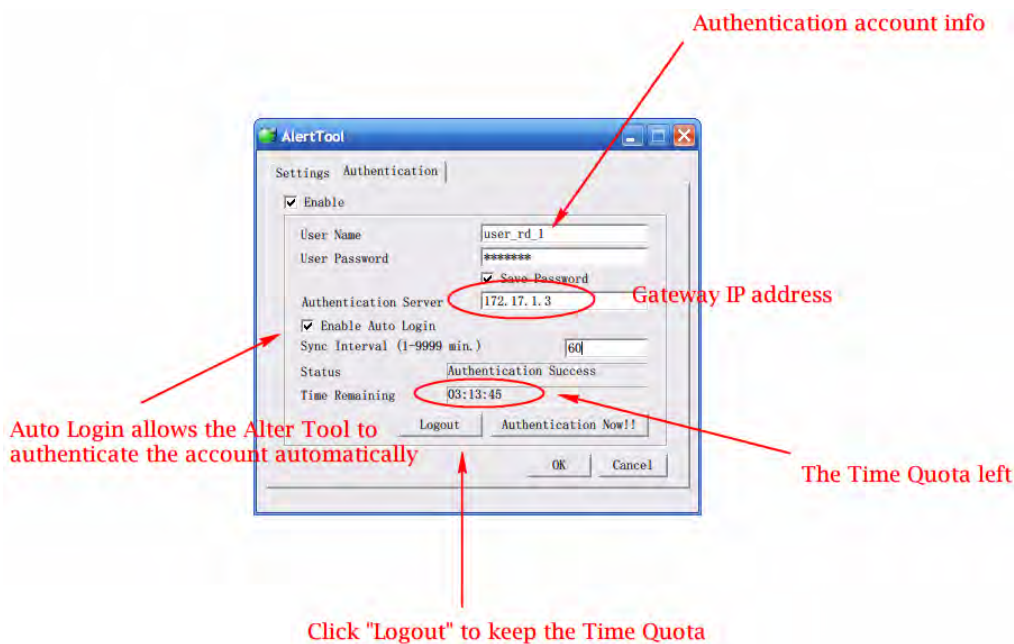 Authentication account info
AlertTool
Settings Authentication
Enable
User Name user_rd_1
User Password *******
Save Password
Authentication Server 172.17.1.3
Gateway IP address
Enable Auto Login
Sync Interval (1-9999 min.) 60
Status Authentication Success
Time Remaining 03:13:45
Logout Authentication Now!!
Auto Login allows the Alter Tool to
authenticate the account automatically
OK Cancel
The Time Quota left
Click "Logout" to keep the Time Quota